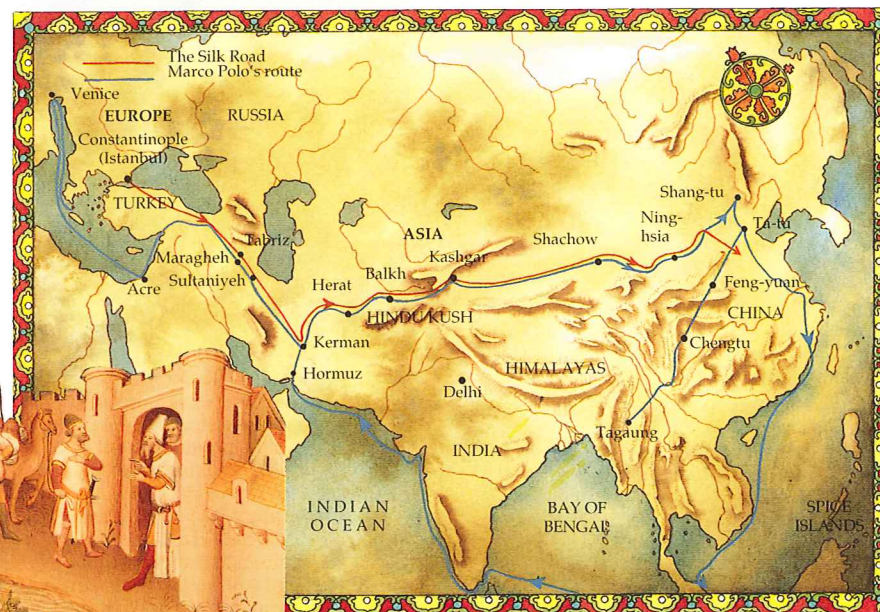 The Silk Road
Marco Polo's route
Venice
EUROPE
RUSSIA
Constantinople
(Istanbul)
TURKEY
Shang-tu
Ning-
hsia
Ta-tu
ASIA
Shachow
Tabriz
Maragheh
Kashgar
Balkh
Sultaniyeh
Herat
Acre
Feng-yuan
HINDU KUSH
CHINA
Kerman
Chengtu
HIMALAYAS
Hormuz
Delhi
Tagaung
INDIA
INDIAN
OCEAN
BAY OF
BENGAL
SPICE
ISLANDS